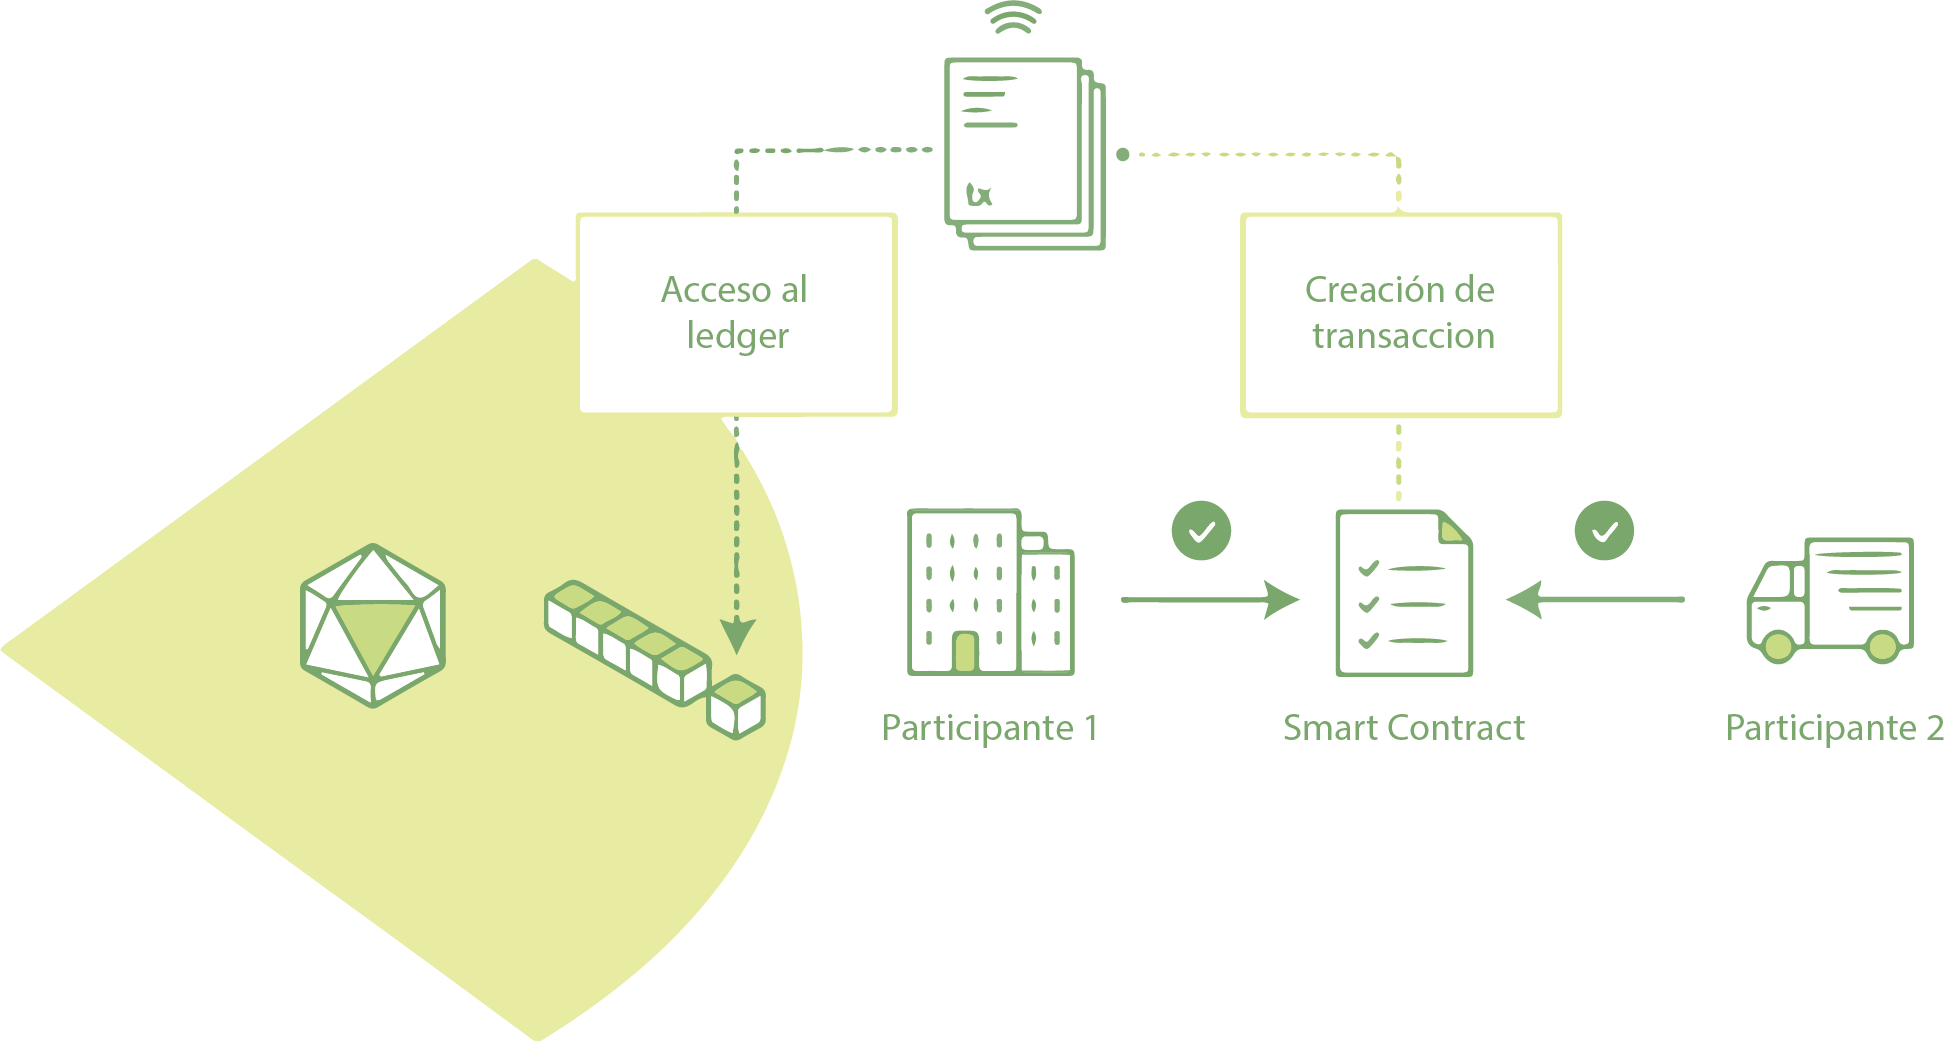 tx
Acceso al
ledger
Creación de
transaccion
Participante 1
Smart Contract
Participante 2